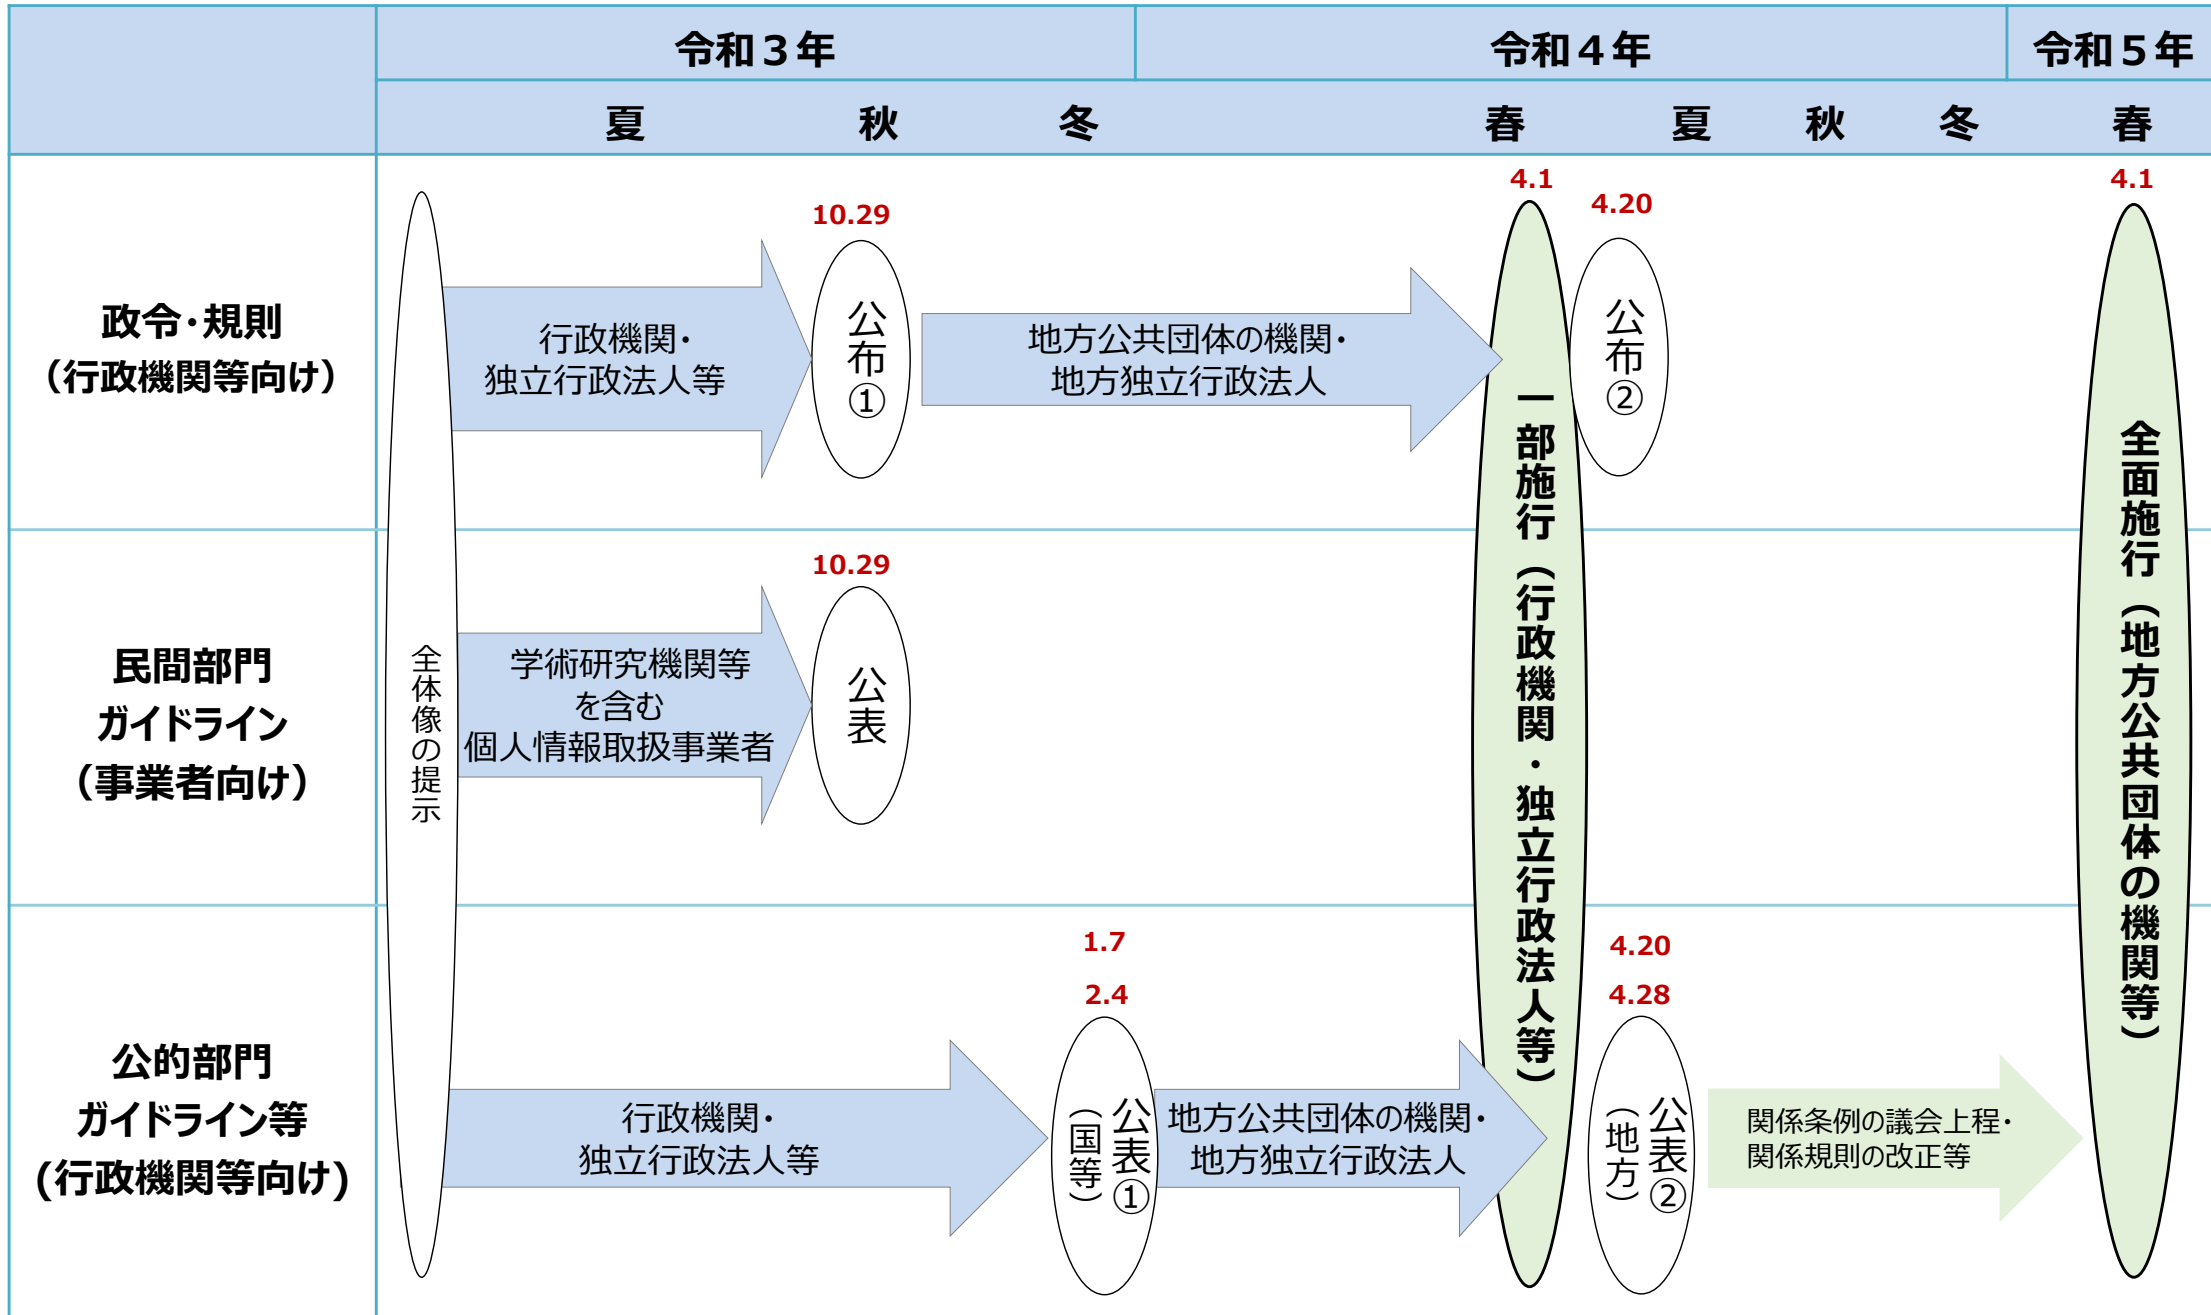 令和３年
令和４年
令和５年
夏
秋
冬
春
夏
秋
冬
春
政令・規則
（行政機関等向け）
全体像の提示
行政機関・
独立行政法人等
10.29
公布①
地方公共団体の機関・
地方独立行政法人
4.1
一部施行（行政機関・独立行政法人等）
4.20
公布②
4.1
全面施行（地方公共団体の機関等）
民間部門
ガイドライン
（事業者向け）
学術研究機関等
を含む
個人情報取扱事業者
10.29
公表
公的部門
ガイドライン等
(行政機関等向け)
行政機関・
独立行政法人等
1.7
2.4
公表①
（国等）
地方公共団体の機関・
地方独立行政法人
4.20
4.28
公表②
（地方）
関係条例の議会上程・
関係規則の改正等